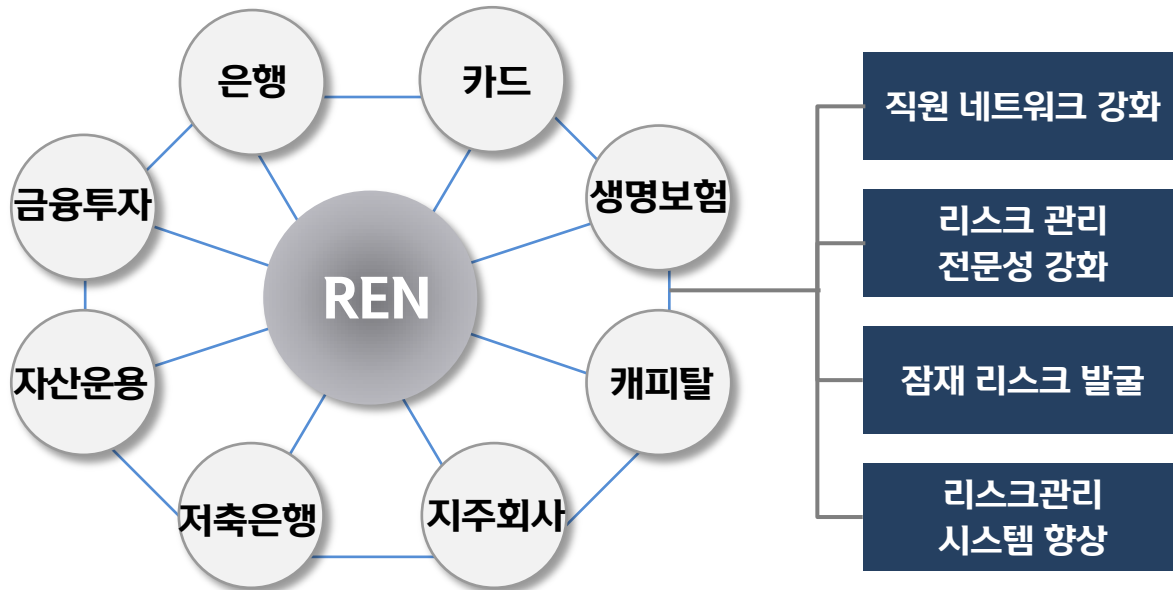 은행
카드
금융투자
생명보험
REN
자산운용
캐피탈
저축은행
지주회사
직원 네트워크 강화
리스크 관리
전문성 강화
잠재 리스크 발굴
리스크관리
시스템 향상